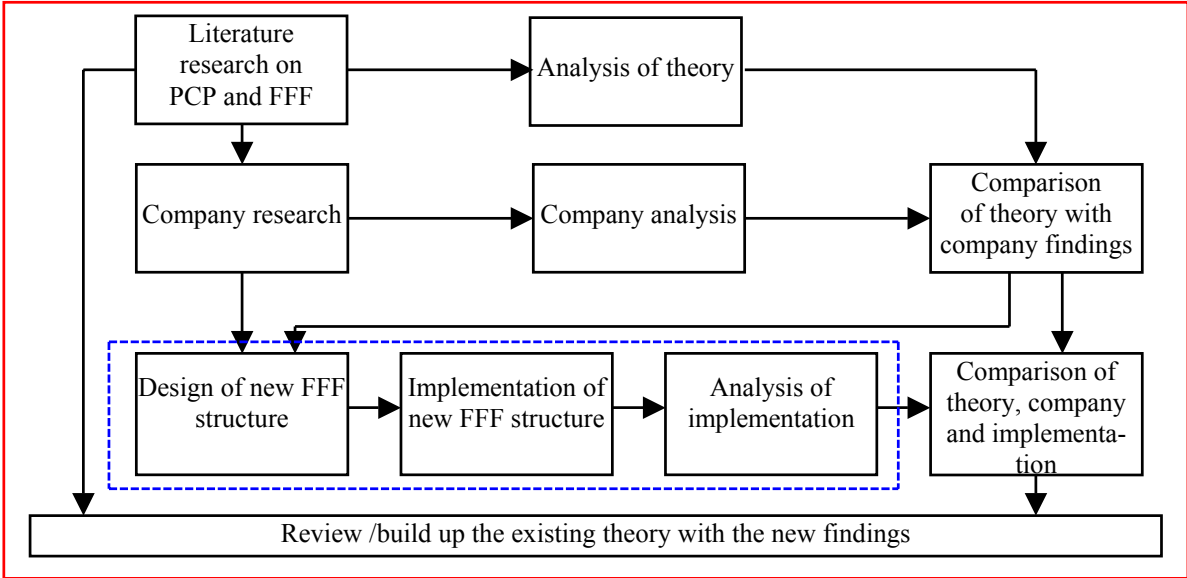 Literature
research on
PCP and FFF
Analysis of theory
Company research
Company analysis
Comparison
of theory with
company findings
Design of new FFF
structure
Implementation of
new FFF structure
Analysis of
implementation
Comparison of
theory, company
and implementa-
tion
Review /build up the existing theory with the new findings